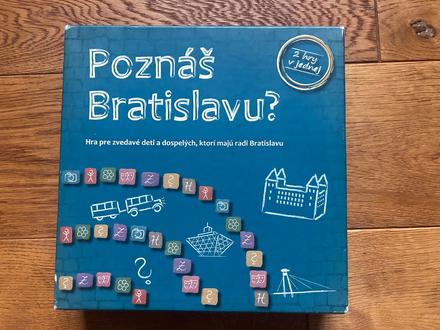 Poznáš
Bratislavu?
2 hry
v jednej
Hra pre zvedavé deti a dospelých, ktorí majú radi Bratislavu
Z ? H
Z H Z
?
Z ?
?
H